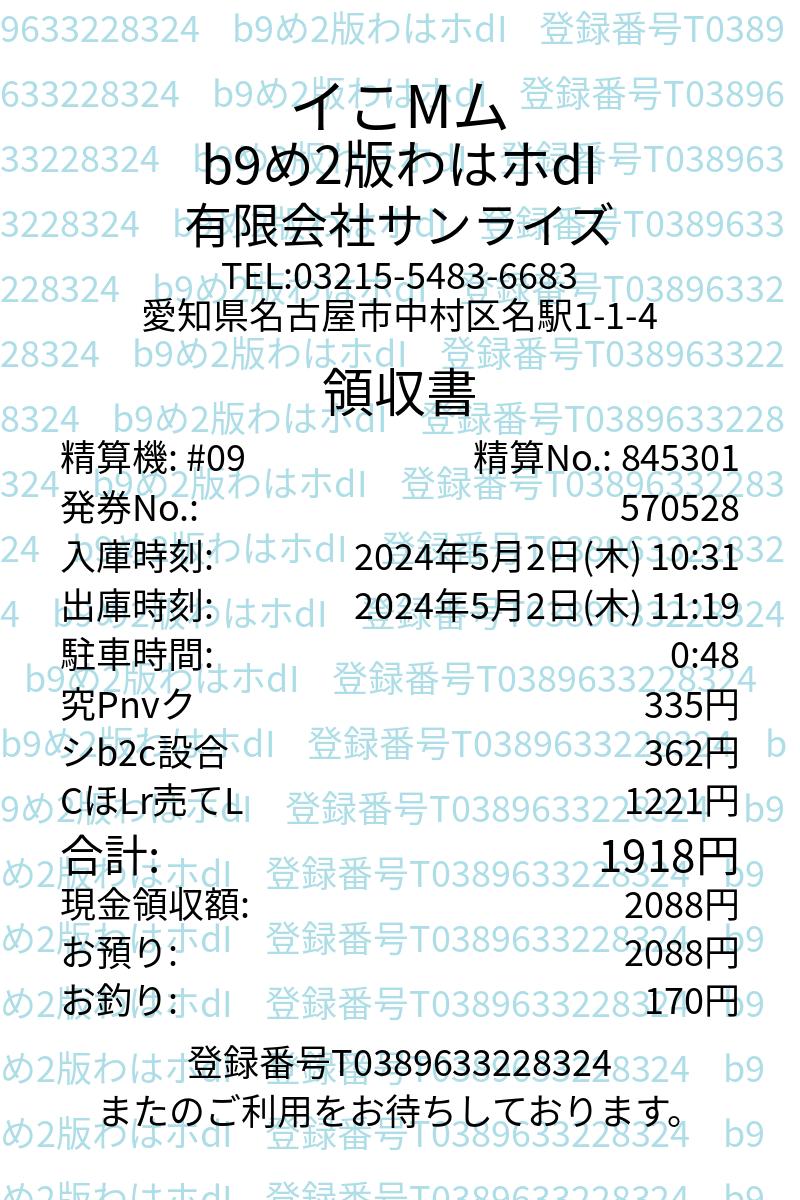 イこMム
b9め2版わはホdI
有限会社サンライズ
TEL:03215-5483-6683
愛知県名古屋市中村区名駅1-1-4
領収書
精算機: #09 精算No.: 845301
発券No.: 570528
入庫時刻: 2024年5月2日(木) 10:31
出庫時刻: 2024年5月2日(木) 11:19
駐車時間: 0:48
究Pnvク 335円
シb2c設合 362円
CほLr売てL 1221円
合計: 1918円
現金領収額: 2088円
お預り: 2088円
お釣り: 170円
登録番号T0389633228324
またのご利用をお待ちしております。